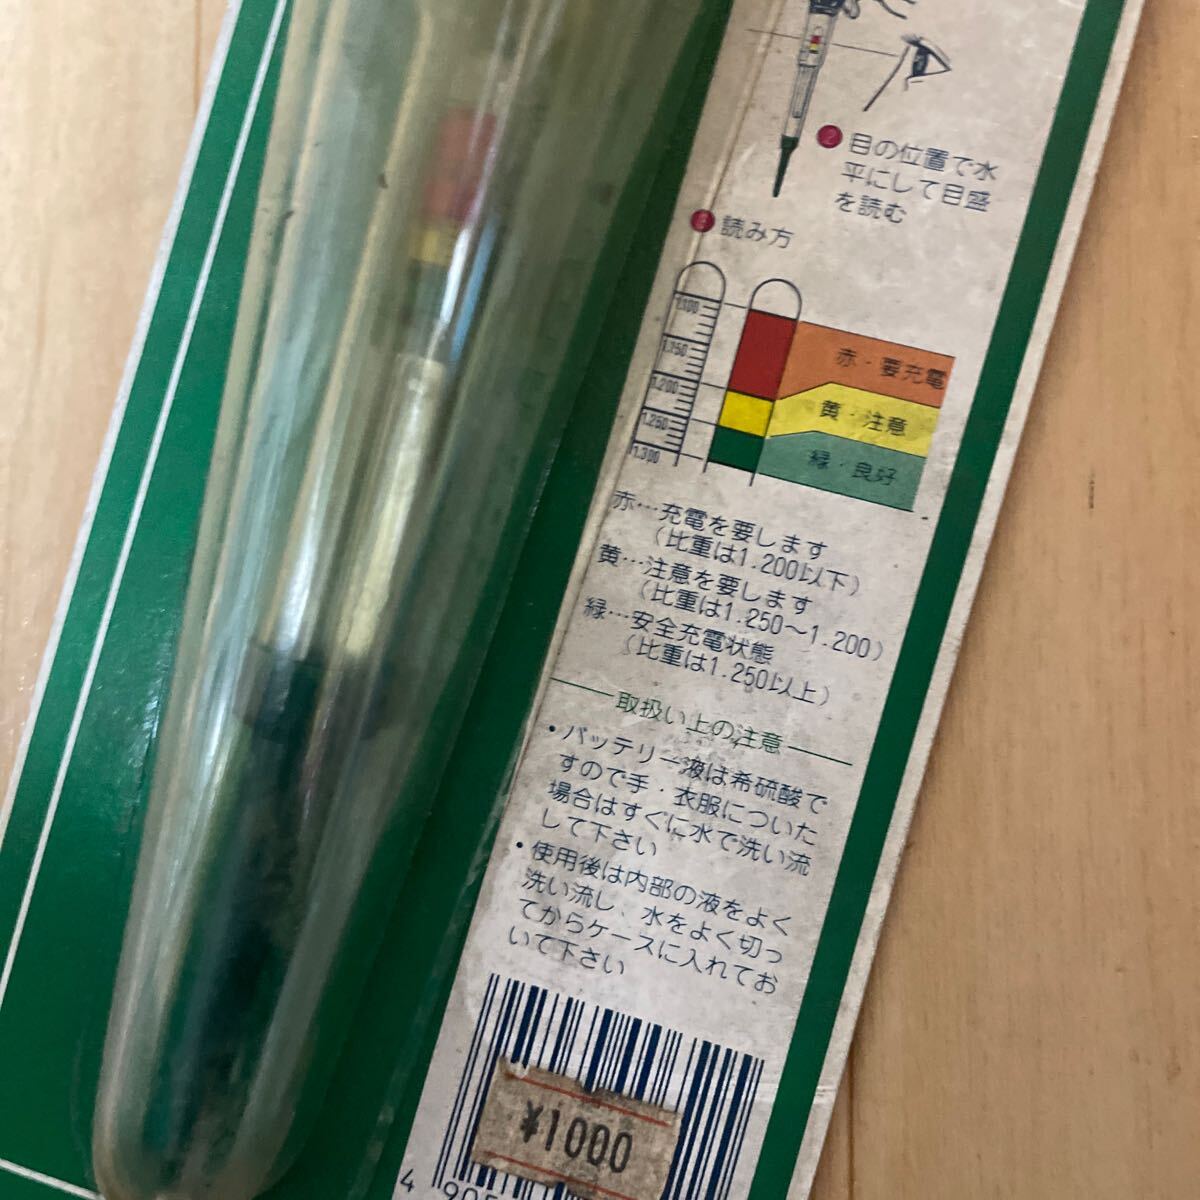 ❷ 目の位置で水
平にして目盛
を読む
❸ 読み方
1.100
1.150
1.200
1.250
1.300
赤・要充電
黄・注意
緑・良好
赤…充電を要します
(比重は1.200以下)
黄…注意を要します
(比重は1.250〜1.200)
緑…安全充電状態
(比重は1.250以上)
取扱い上の注意
・バッテリー液は希硫酸で
すので手・衣服についた
場合はすぐに水で洗い流
して下さい
・使用後は内部の液をよく
洗い流し、水をよく切っ
てからケースに入れてお
いて下さい
¥1000
4 905